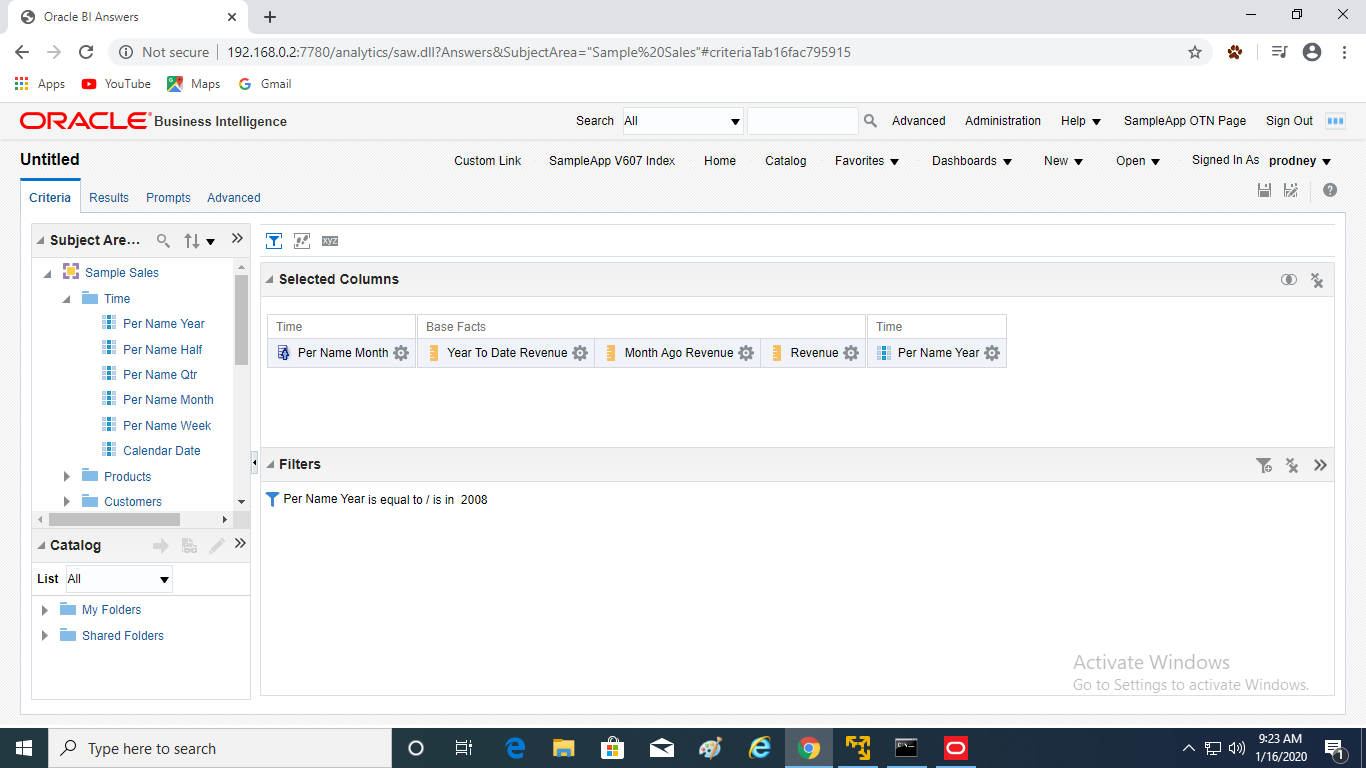 Oracle BI Answers
Not secure 192.168.0.2:7780/analytics/saw.dll?Answers&SubjectArea="Sample%20Sales"#criteriaTab16fac795915
Apps YouTube Maps Gmail
ORACLE Business Intelligence
Search All Advanced Administration Help SampleApp OTN Page Sign Out
Untitled
Custom Link SampleApp V607 Index Home Catalog Favorites Dashboards New Open Signed In As prodney
Criteria Results Prompts Advanced
Subject Are...
Sample Sales
Time
Per Name Year
Per Name Half
Per Name Qtr
Per Name Month
Per Name Week
Calendar Date
Products
Customers
Catalog
List All
My Folders
Shared Folders
xyz
Selected Columns
Time Base Facts Time
Per Name Month Year To Date Revenue Month Ago Revenue Revenue Per Name Year
Filters
Per Name Year is equal to / is in 2008
Activate Windows
Go to Settings to activate Windows.
Type here to search
9:23 AM
1/16/2020
1